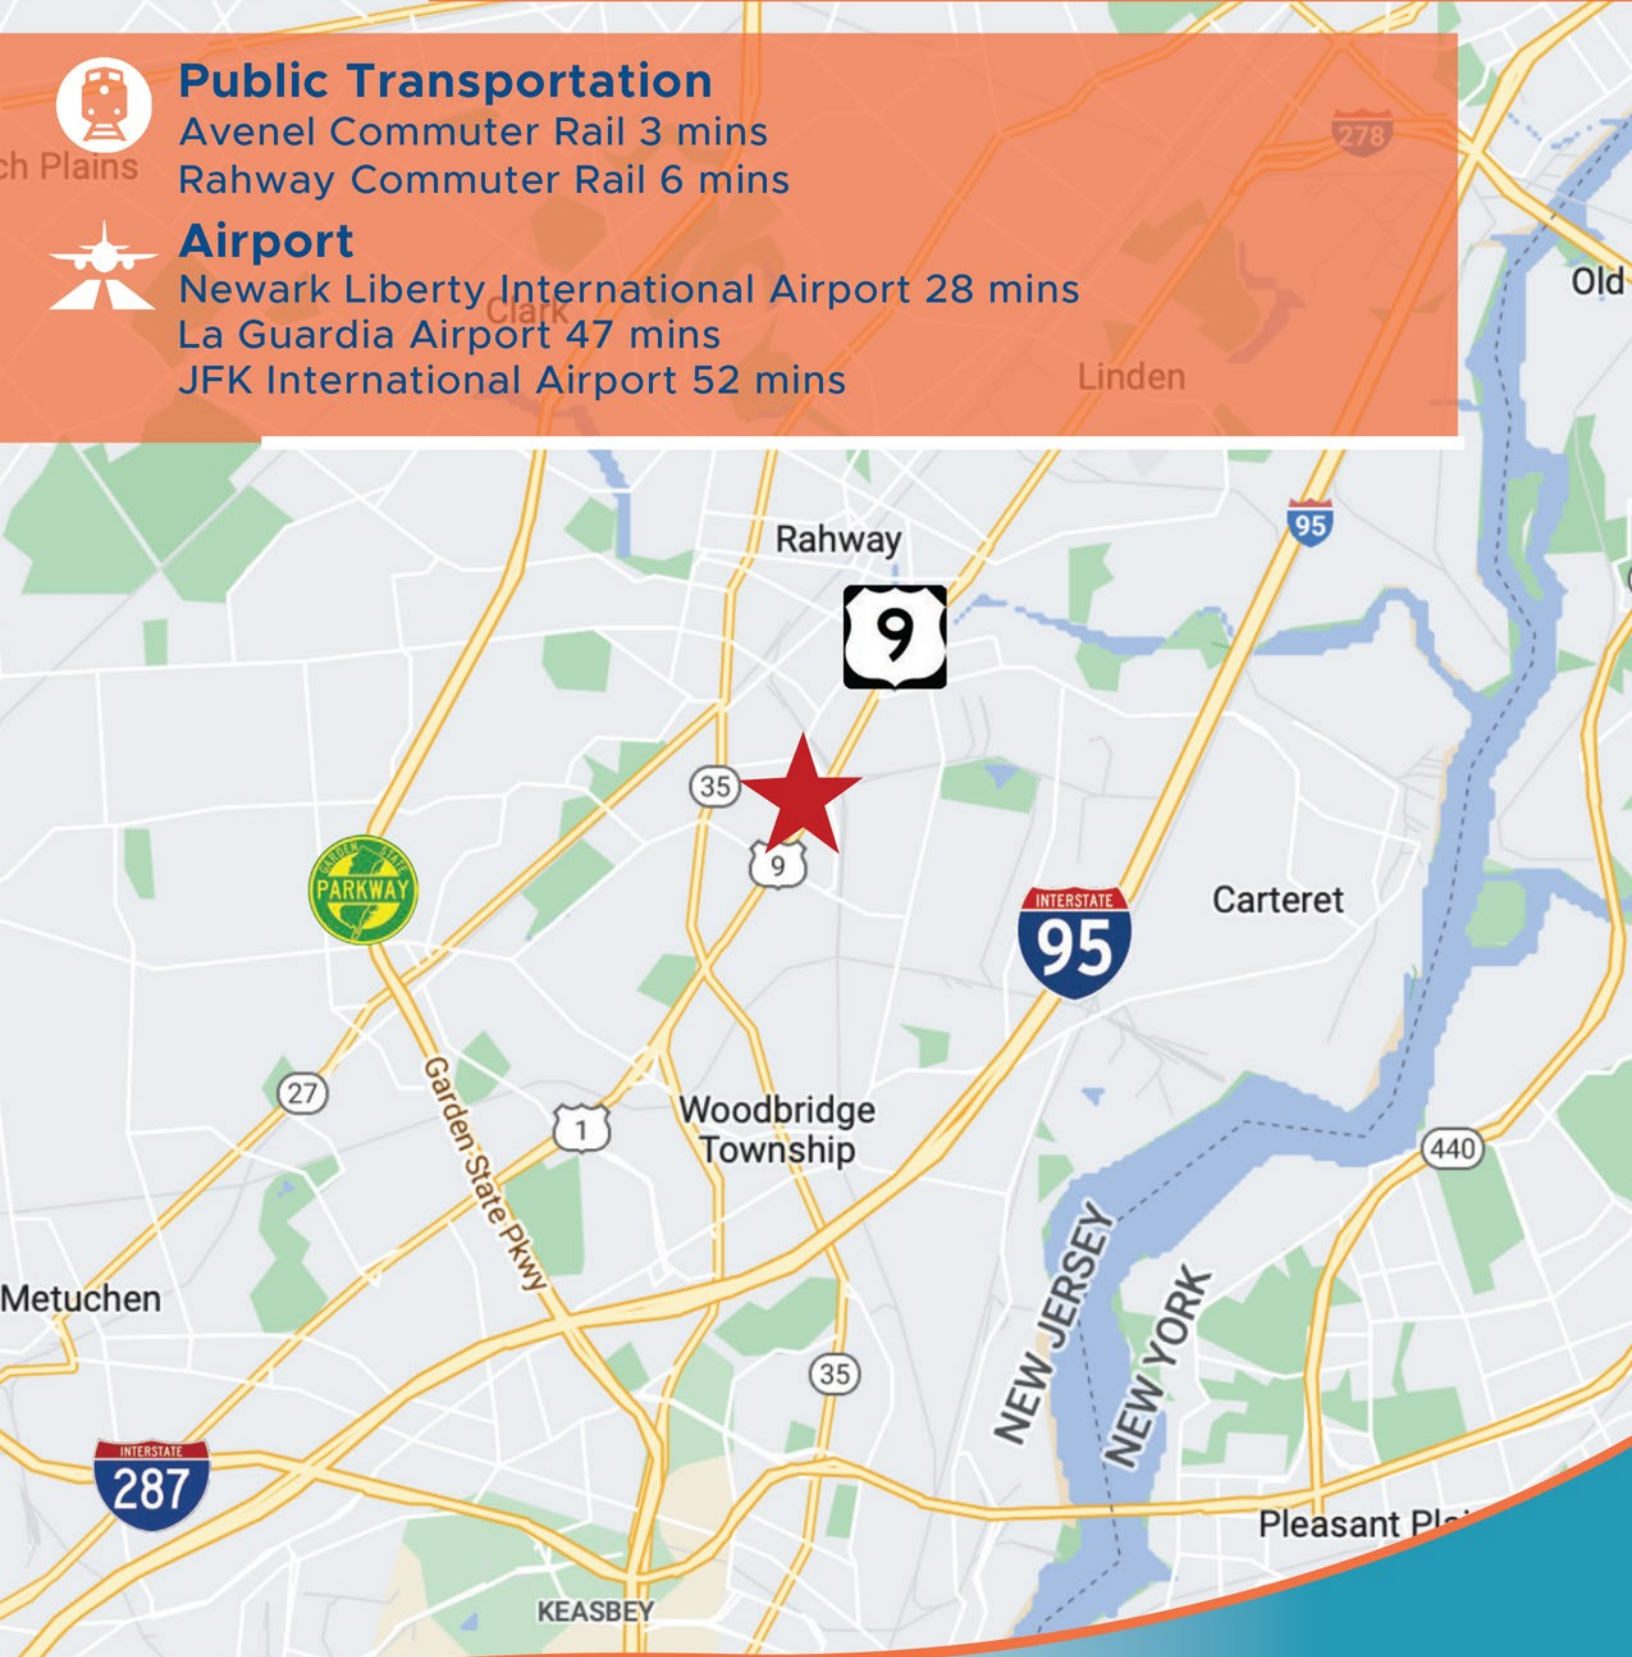 Public Transportation
Avenel Commuter Rail 3 mins
Rahway Commuter Rail 6 mins
ch Plains
278
Airport
Newark Liberty International Airport 28 mins
Clark
La Guardia Airport 47 mins
JFK International Airport 52 mins
Linden
Old
95
Rahway
9
35
9
GARDEN STATE
PARKWAY
INTERSTATE
95
Carteret
27
Garden State Pkwy
1
Woodbridge
Township
440
NEW JERSEY
NEW YORK
Metuchen
35
INTERSTATE
287
Pleasant Pl
KEASBEY